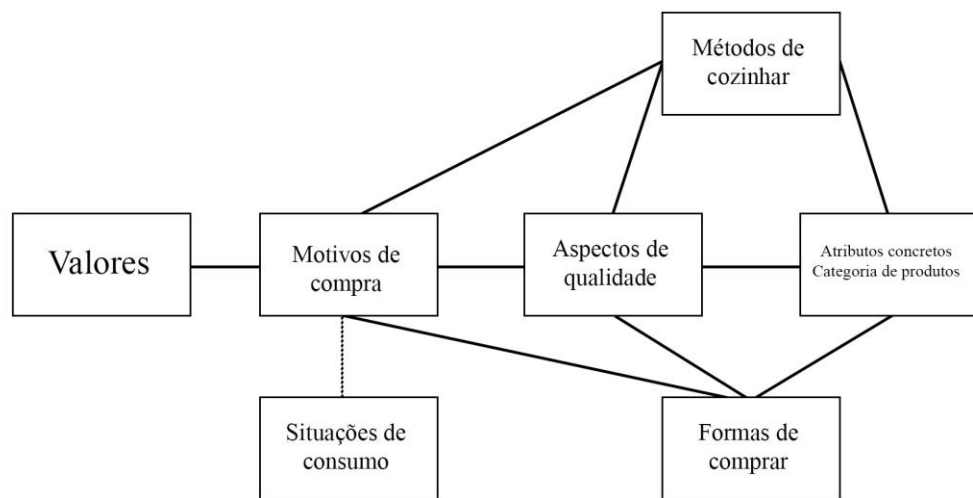 Métodos de
cozinhar
Valores
Motivos de
compra
Aspectos de
qualidade
Atributos concretos
Categoria de produtos
Situações de
consumo
Formas de
comprar